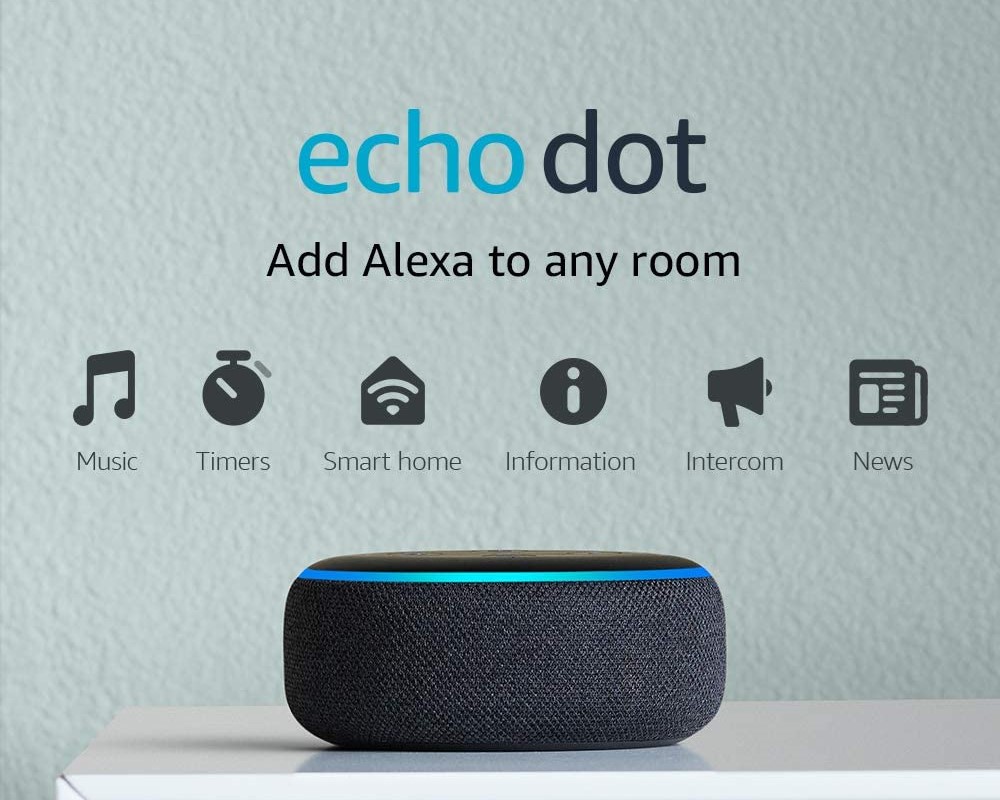 echo dot
Add Alexa to any room
Music Timers Smart home Information Intercom News